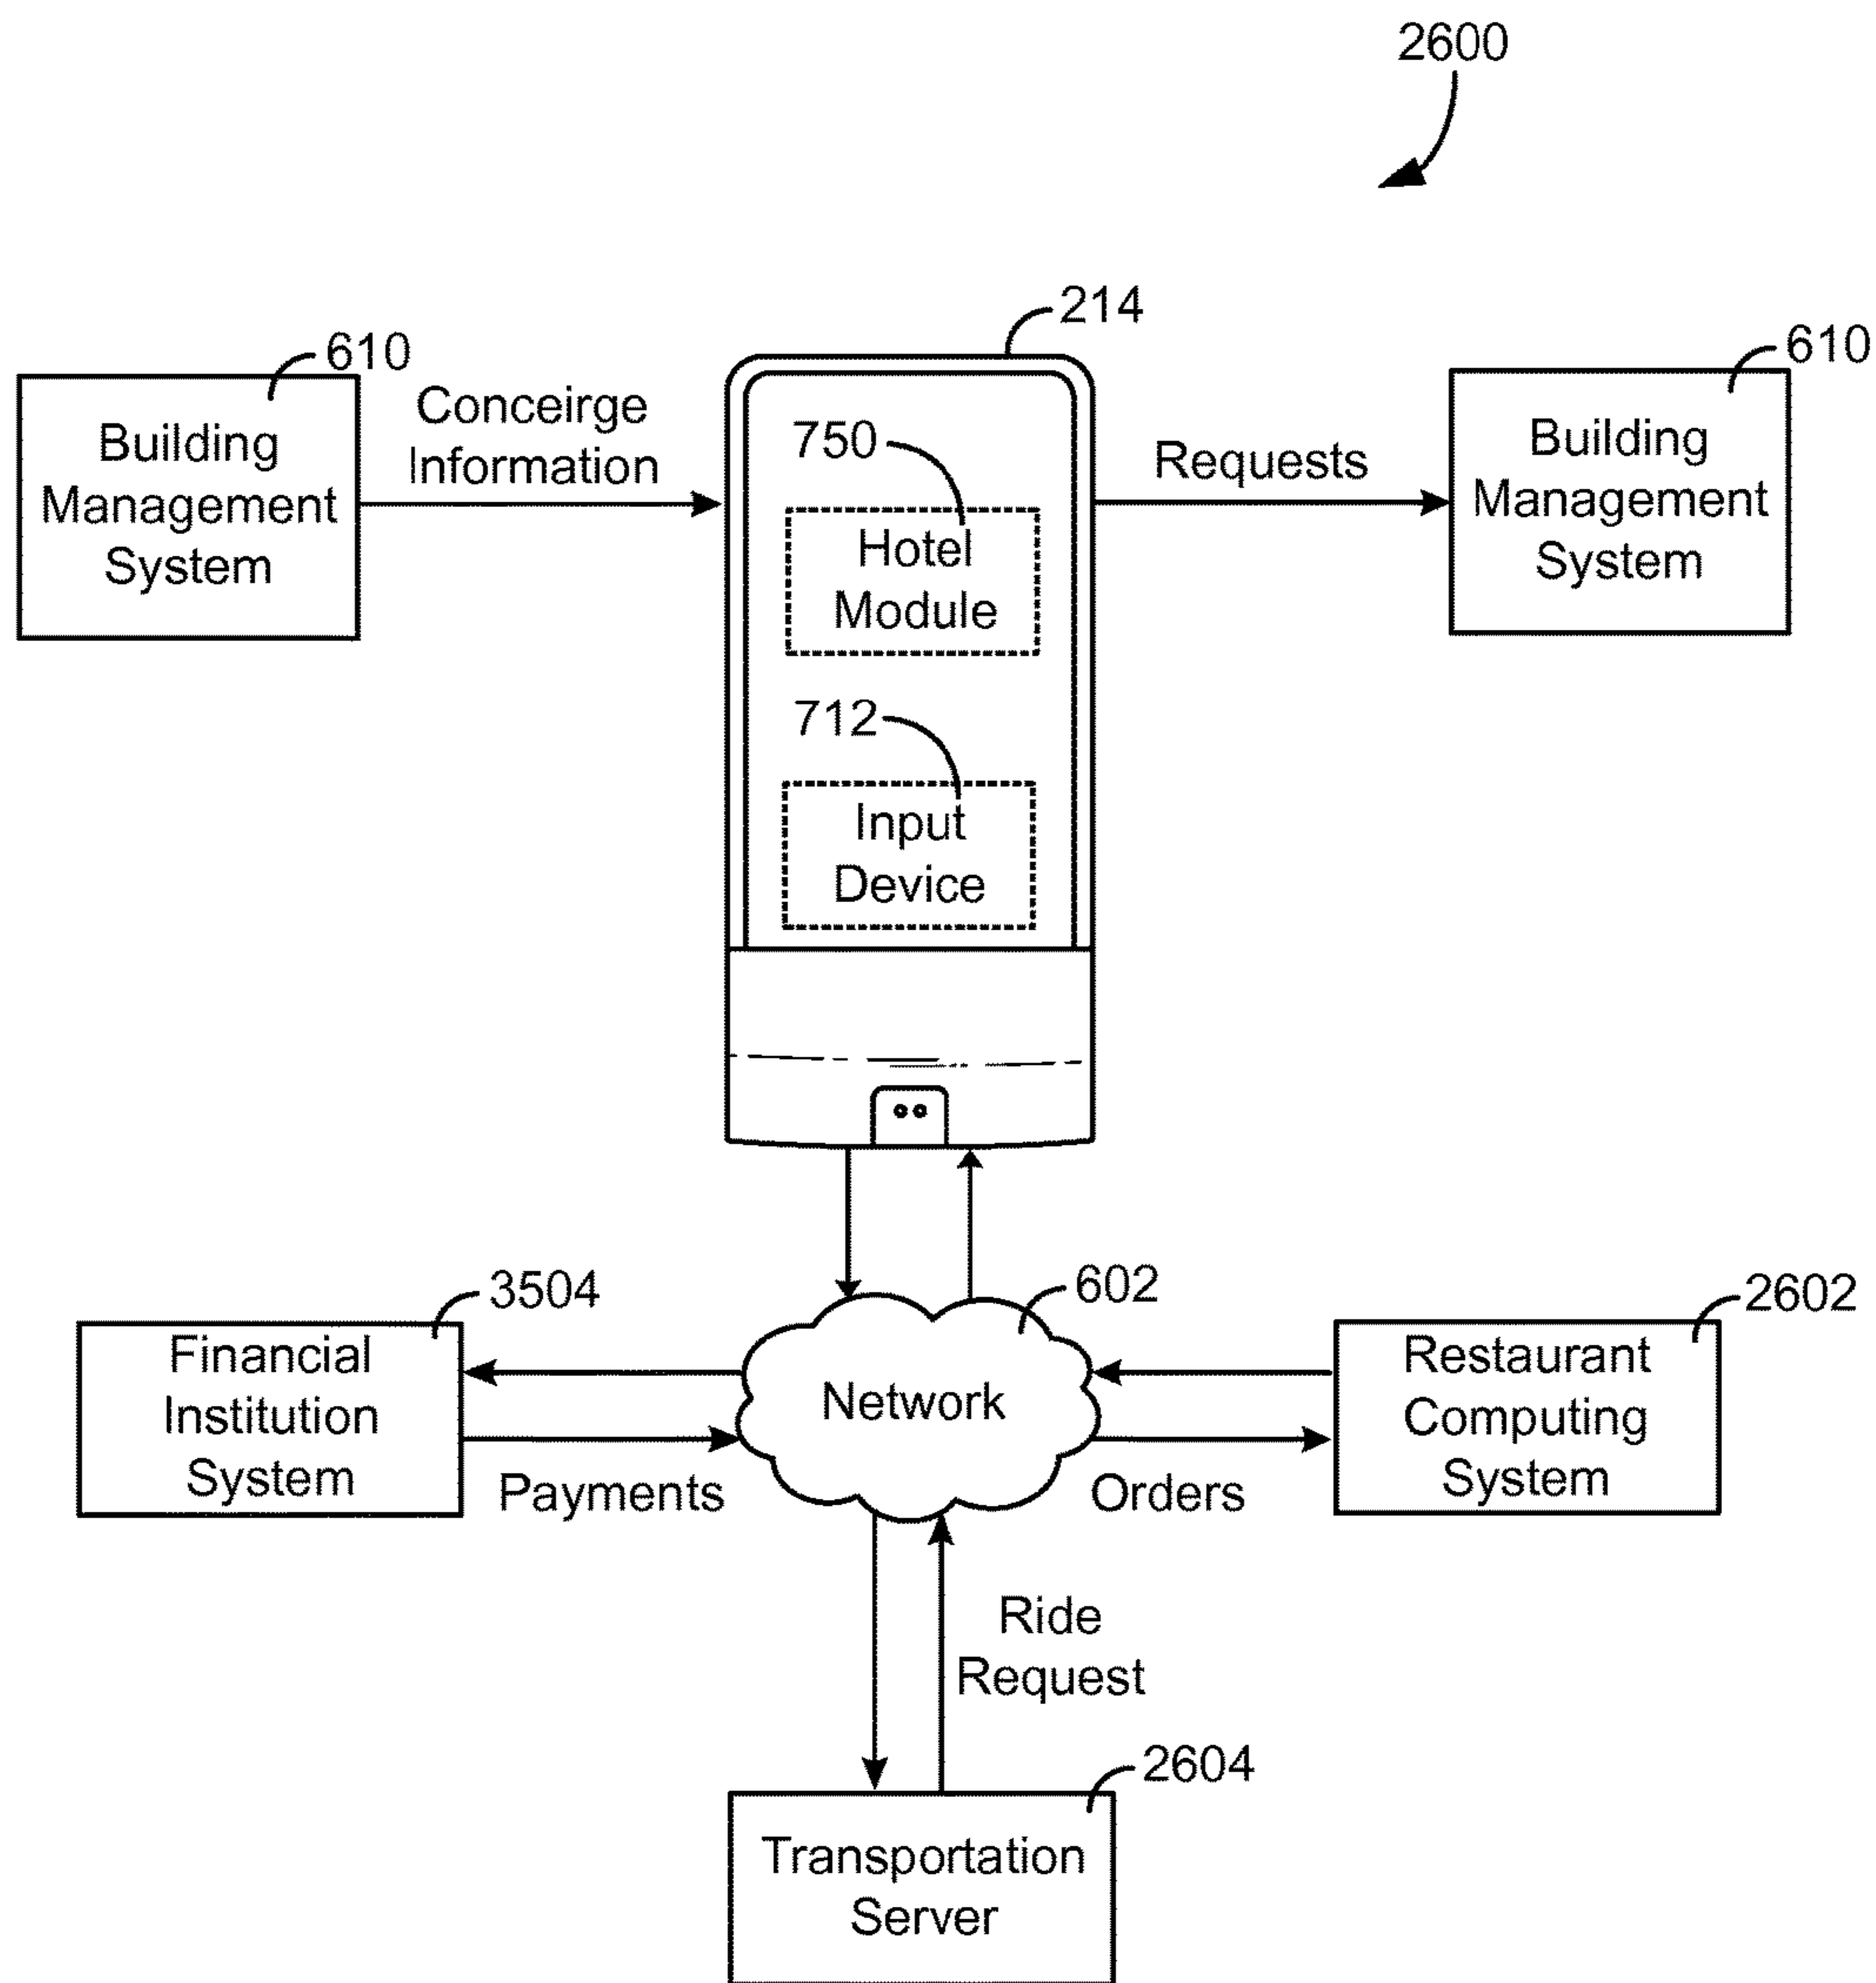 2600
214
610
610
Building
Management
System
Conceirge
Information
750
Hotel
Module
Requests
Building
Management
System
712
Input
Device
3504
602
2602
Financial
Institution
System
Network
Restaurant
Computing
System
Payments
Orders
Ride
Request
2604
Transportation
Server